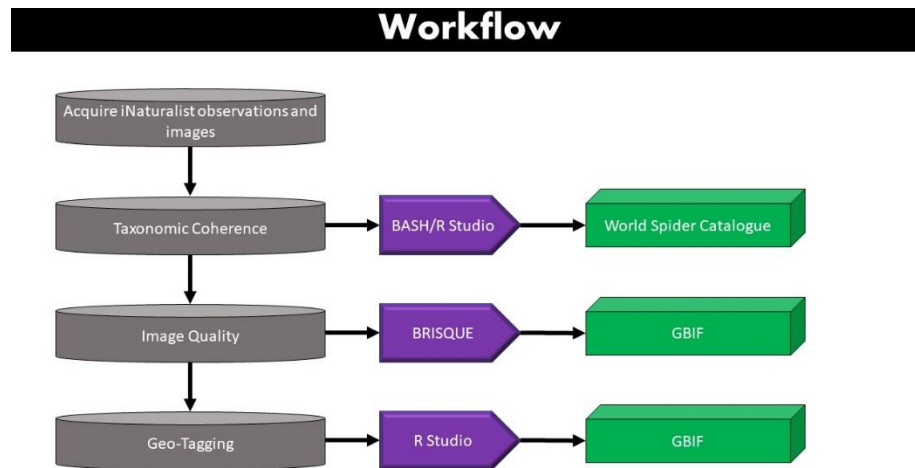 Workflow
Acquire iNaturalist observations and
images
Taxonomic Coherence
BASH/R Studio
World Spider Catalogue
Image Quality
BRISQUE
GBIF
Geo-Tagging
R Studio
GBIF